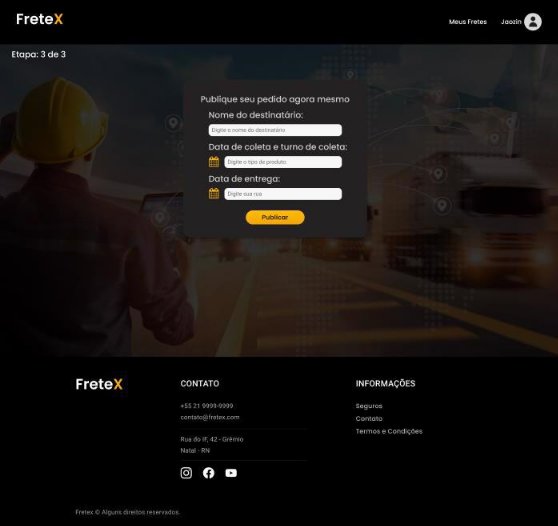 FreteX
Meus Fretes
Jaozin
Etapa: 3 de 3
Publique seu pedido agora mesmo
Nome do destinatário:
Digite o nome do destinatário
Data de coleta e turno de coleta:
Digite o tipo de produto
Data de entrega:
Digite sua rua
Publicar
FreteX
CONTATO
+55 21 9999-9999
contato@fretex.com
Rua do IF, 42 - Grêmio
Natal - RN
INFORMAÇÕES
Seguros
Contato
Termos e Condições
Fretex © Alguns direitos reservados.